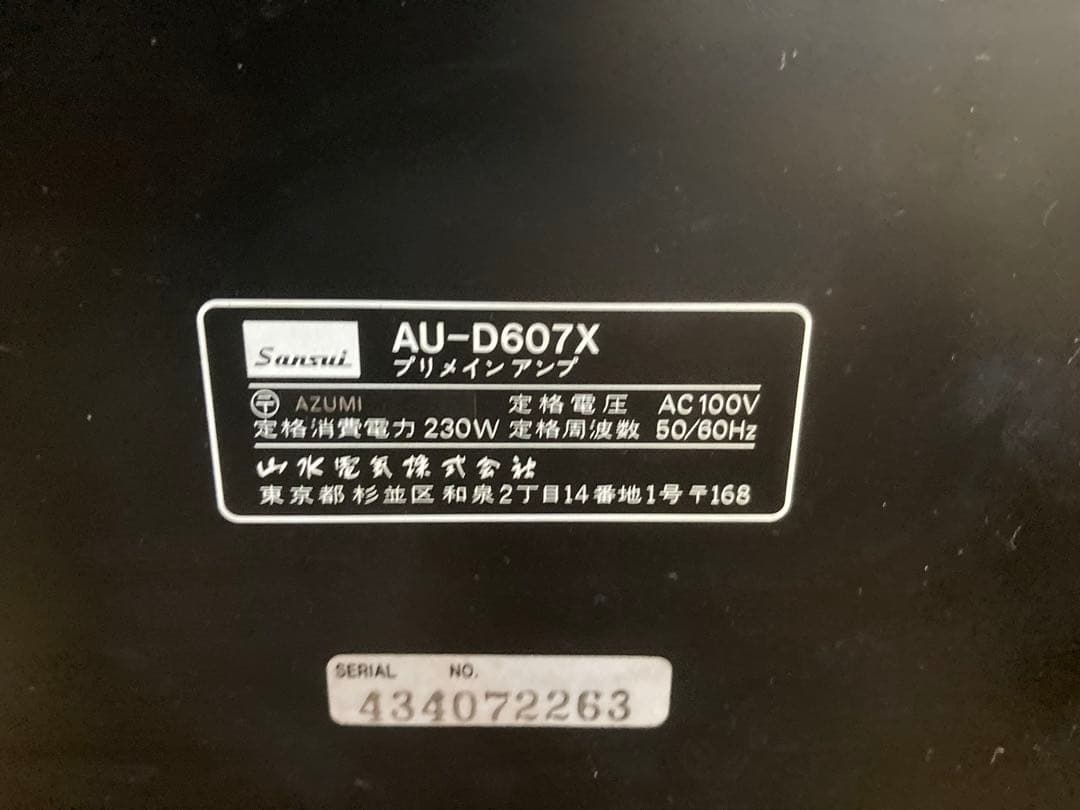 Sansui
AU-D607X
プリメインアンプ
〒 AZUMI 定格電圧 AC100V
定格消費電力 230W 定格周波数 50/60Hz
山水電気株式会社
東京都杉並区和泉2丁目14番地1号〒168
SERIAL NO.
434072263